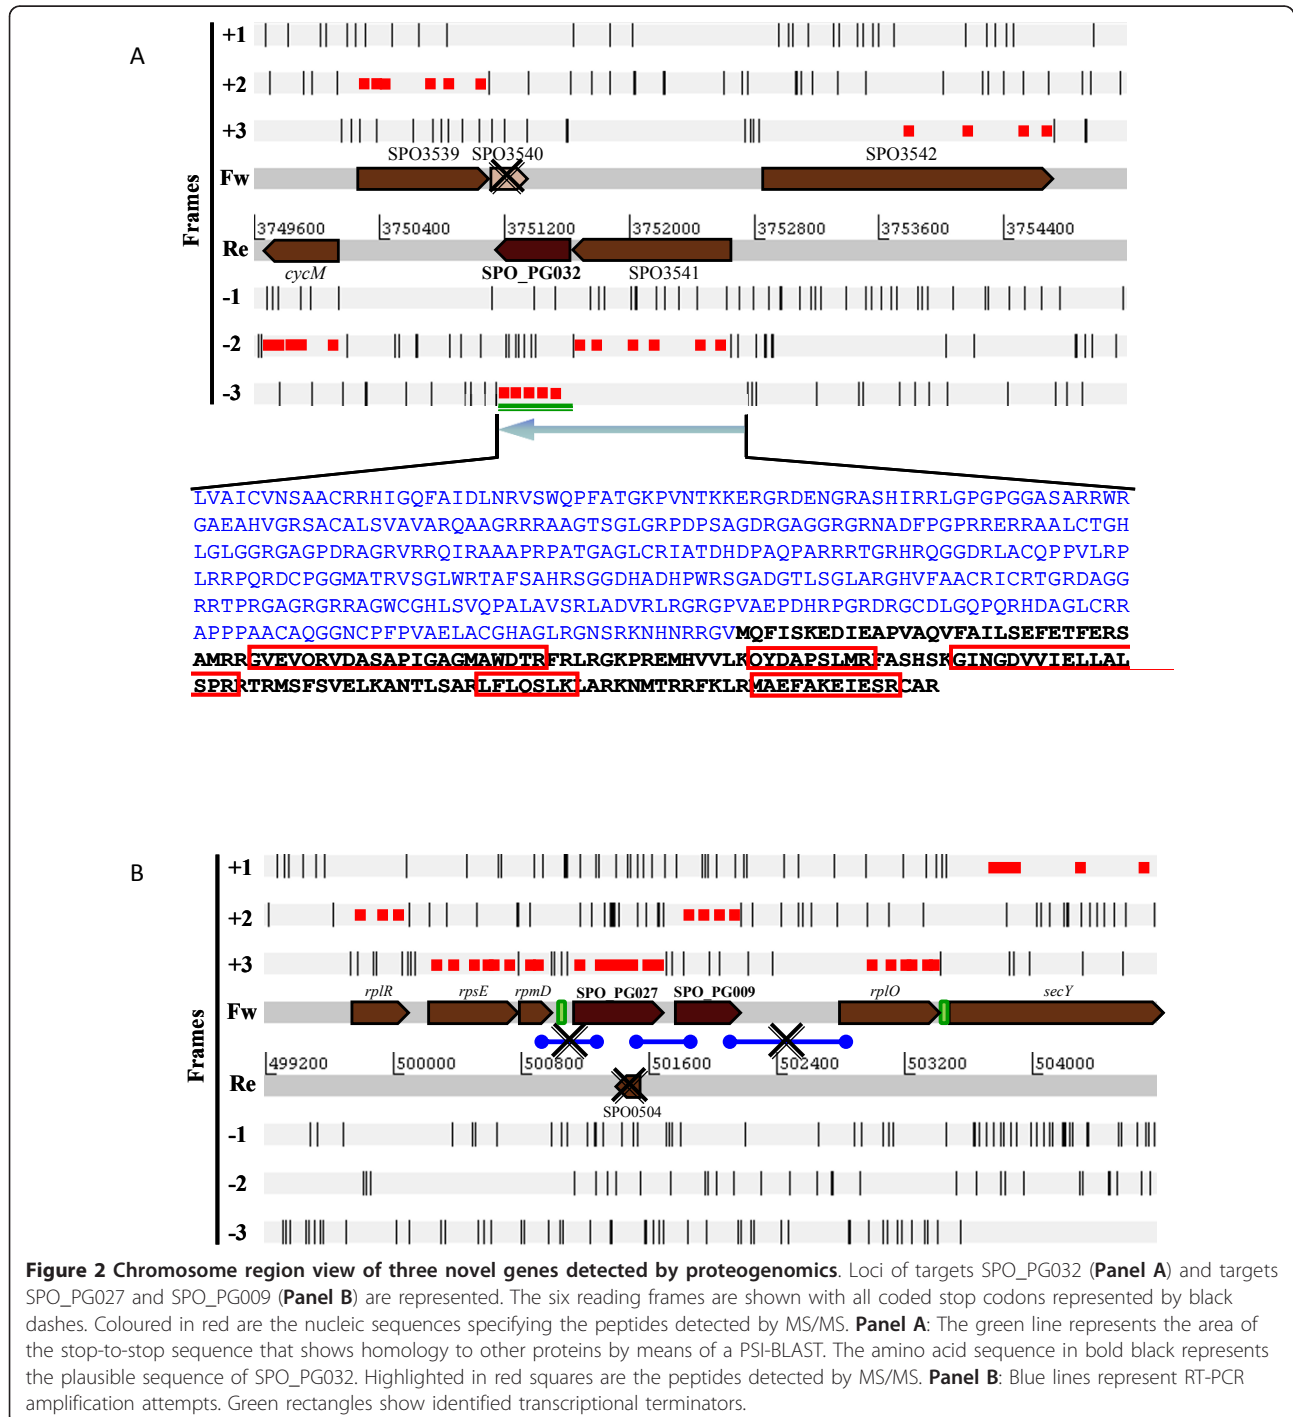 A
Frames
+1
+2
+3
SPO3539 SPO3540 SPO3542
Fw
3749600 3750400 3751200 3752000 3752800 3753600 3754400
Re
cycM SPO_PG032 SPO3541
-1
-2
-3
LVAICVNSAACRRHIGQFAIDLNRVSWQPFATGKPVNTKKERGRDENGRASHIRRLGPGPGGASARRWR
GAEAHVGRSACALSVAVARQAAGRRRAAGTSGLGRPDPSAGDRGAGGRGRNADFPGPRRERRAALCTGH
LGLGGRGAGPDRAGRVRRQIRAAAPRPATGAGLCRIATDHDPAQPARRRTGRHRQGGDRLACQPPVLRP
LRRPQRDCPGGMATRVSGLWRTAFSAHRSGGDHADHPWRSGADGTLSGLARGHVFAACRICRTGRDAGG
RRTPRGAGRGRRAGWCGHLSVQPALAVSRLADVRLRGRGPVAEPDHRPGRDRGCDLGQPQRHDAGLCRR
APPPAACAQGGNCPFPVAELACGHAGLRGNSRKNHNRRGVMQFISKEDIEAPVAQVFAILSEFETFERS
AMRRGVEVQRVDASAPIGAGMAWDTRFRLRGKPREMHVVLKQYDAPSLMRFASHSKGINGDVVIELLAL
SPRRTRMSFSVELKANTLSARLFLQSLKLARKNMTRRFKLRMAEFAKEIESRCAR
B
Frames
+1
+2
+3
rplR rpsE rpmD SPO_PG027 SPO_PG009 rplO secY
Fw
499200 500000 500800 501600 502400 503200 504000
Re
SPO0504
-1
-2
-3
Figure 2 Chromosome region view of three novel genes detected by proteogenomics. Loci of targets SPO_PG032 (Panel A) and targets
SPO_PG027 and SPO_PG009 (Panel B) are represented. The six reading frames are shown with all coded stop codons represented by black
dashes. Coloured in red are the nucleic sequences specifying the peptides detected by MS/MS. Panel A: The green line represents the area of
the stop-to-stop sequence that shows homology to other proteins by means of a PSI-BLAST. The amino acid sequence in bold black represents
the plausible sequence of SPO_PG032. Highlighted in red squares are the peptides detected by MS/MS. Panel B: Blue lines represent RT-PCR
amplification attempts. Green rectangles show identified transcriptional terminators.